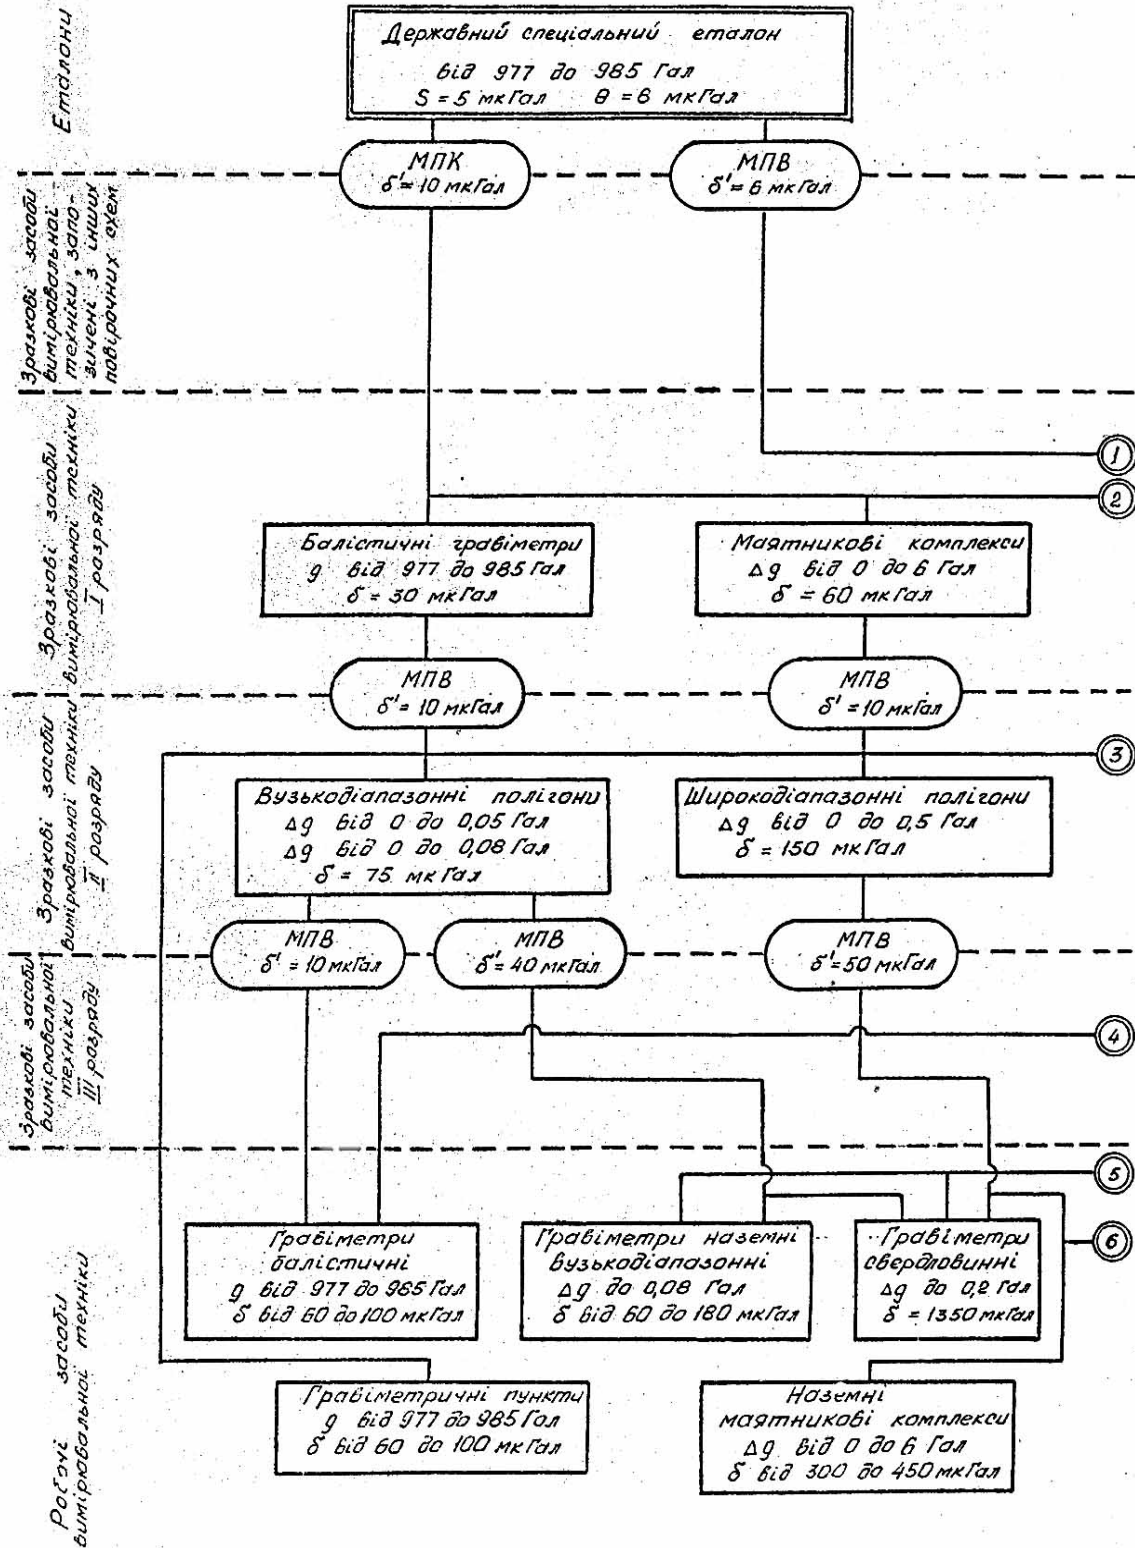 Еталони
Державний спеціальний еталон
від 977 до 985 Гал
S = 5 мкГал θ = 6 мкГал
МПК
δ' = 10 мкГал
МПВ
δ' = 6 мкГал
Зразкові засоби
вимірювальної
техніки, запо-
зичені з інших
повірочних схем
Зразкові засоби
вимірювальної техніки
I розряду
1
2
Балістичні гравіметри
g від 977 до 985 Гал
δ = 30 мкГал
Маятникові комплекси
Δg від 0 до 6 Гал
δ = 60 мкГал
МПВ
δ' = 10 мкГал
МПВ
δ' = 10 мкГал
Зразкові засоби
вимірювальної техніки
II розряду
3
Вузькодіапазонні полігони
Δg від 0 до 0,05 Гал
Δg від 0 до 0,08 Гал
δ = 75 мкГал
Широкодіапазонні полігони
Δg від 0 до 0,5 Гал
δ = 150 мкГал
МПВ
δ' = 10 мкГал
МПВ
δ' = 40 мкГал
МПВ
δ' = 50 мкГал
Зразкові засоби
вимірювальної
техніки
III розряду
4
5
6
Робочі засоби
вимірювальної техніки
Гравіметри
балістичні
g від 977 до 985 Гал
δ від 60 до 100 мкГал
Гравіметри наземні
вузькодіапазонні
Δg до 0,08 Гал
δ від 60 до 180 мкГал
Гравіметри
свердловинні
Δg до 0,2 Гал
δ = 1350 мкГал
Гравіметричні пункти
g від 977 до 985 Гал
δ від 60 до 100 мкГал
Наземні
маятникові комплекси
Δg від 0 до 6 Гал
δ від 300 до 450 мкГал